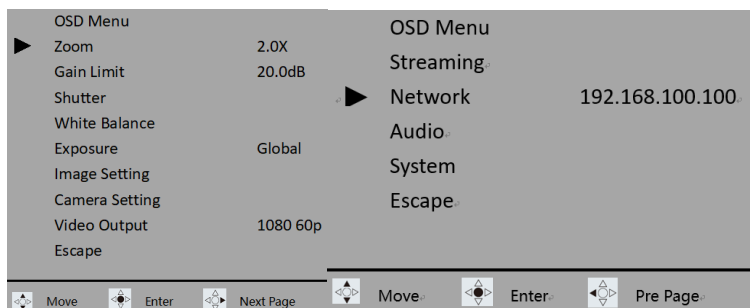 OSD Menu
Zoom 2.0X
Gain Limit 20.0dB
Shutter
White Balance
Exposure Global
Image Setting
Camera Setting
Video Output 1080 60p
Escape
Move Enter Next Page
OSD Menu
Streaming
Network 192.168.100.100
Audio
System
Escape
Move Enter Pre Page